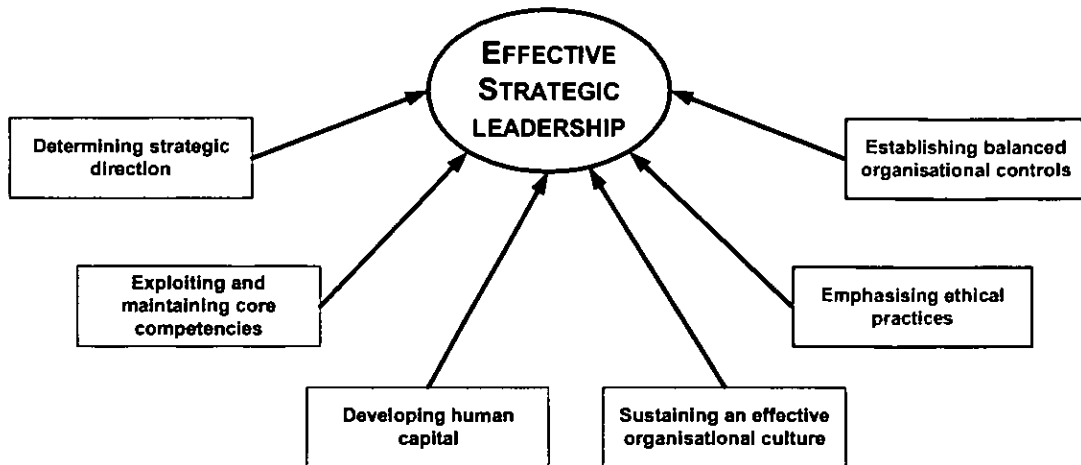 EFFECTIVE
STRATEGIC
LEADERSHIP
Determining strategic
direction
Establishing balanced
organisational controls
Exploiting and
maintaining core
competencies
Emphasising ethical
practices
Developing human
capital
Sustaining an effective
organisational culture